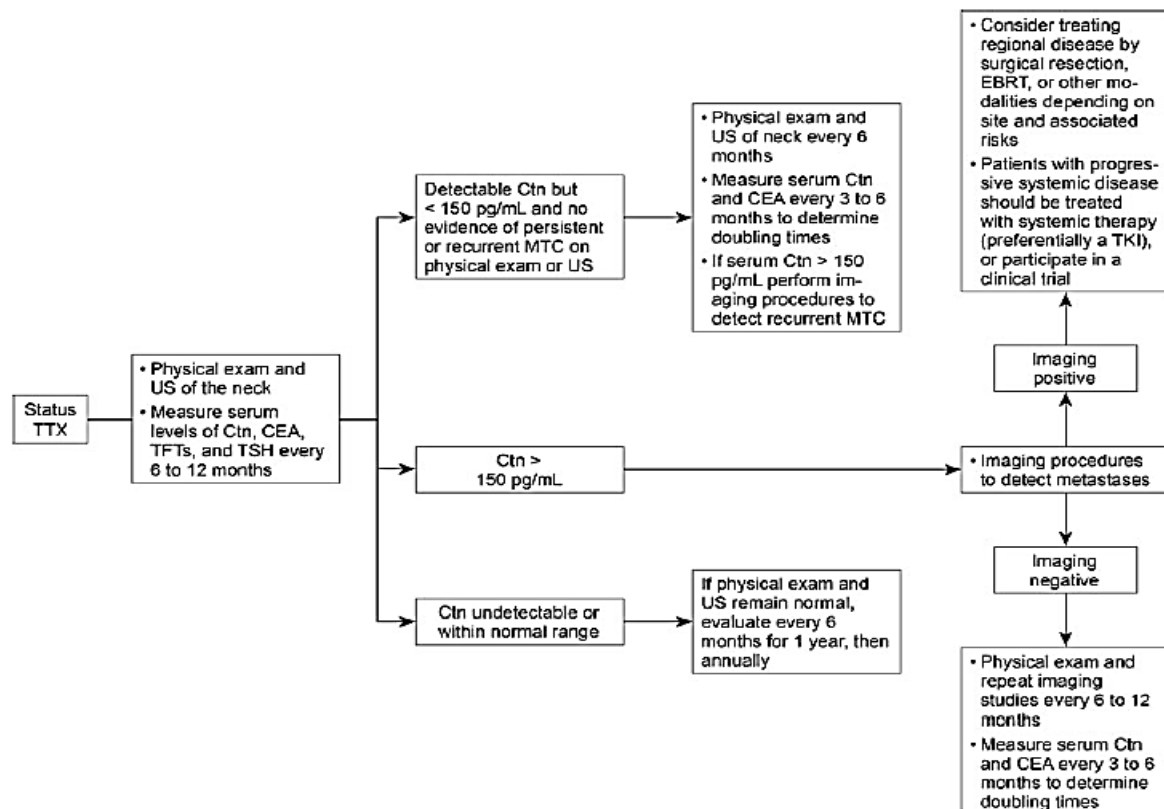 Status
TTX
• Physical exam and
US of the neck
• Measure serum
levels of Ctn, CEA,
TFTs, and TSH every
6 to 12 months
Detectable Ctn but
< 150 pg/mL and no
evidence of persistent
or recurrent MTC on
physical exam or US
• Physical exam and
US of neck every 6
months
• Measure serum Ctn
and CEA every 3 to 6
months to determine
doubling times
• If serum Ctn > 150
pg/mL perform im-
aging procedures to
detect recurrent MTC
Ctn >
150 pg/mL
• Imaging procedures
to detect metastases
Imaging
positive
• Consider treating
regional disease by
surgical resection,
EBRT, or other mo-
dalities depending on
site and associated
risks
• Patients with progres-
sive systemic disease
should be treated
with systemic therapy
(preferentially a TKI),
or participate in a
clinical trial
Imaging
negative
• Physical exam and
repeat imaging
studies every 6 to 12
months
• Measure serum Ctn
and CEA every 3 to 6
months to determine
doubling times
Ctn undetectable or
within normal range
If physical exam and
US remain normal,
evaluate every 6
months for 1 year, then
annually